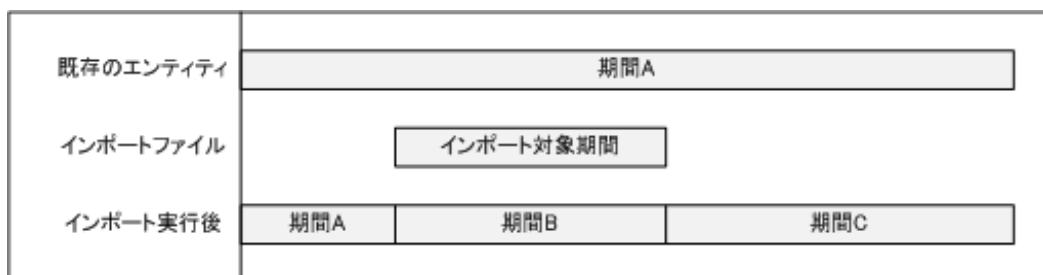 既存のエンティティ 期間A
インポートファイル インポート対象期間
インポート実行後 期間A 期間B 期間C